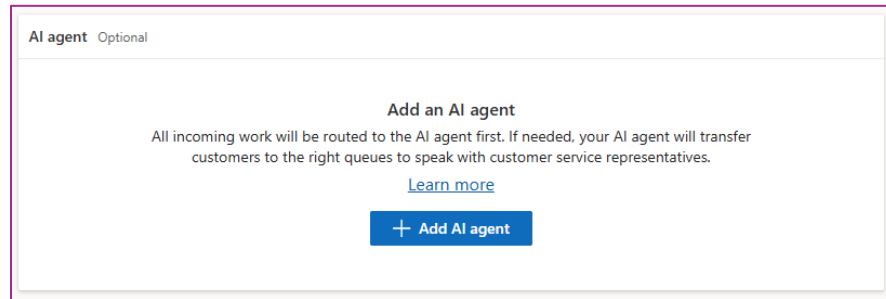 AI agent Optional
Add an AI agent
All incoming work will be routed to the AI agent first. If needed, your AI agent will transfer
customers to the right queues to speak with customer service representatives.
Learn more
+ Add AI agent